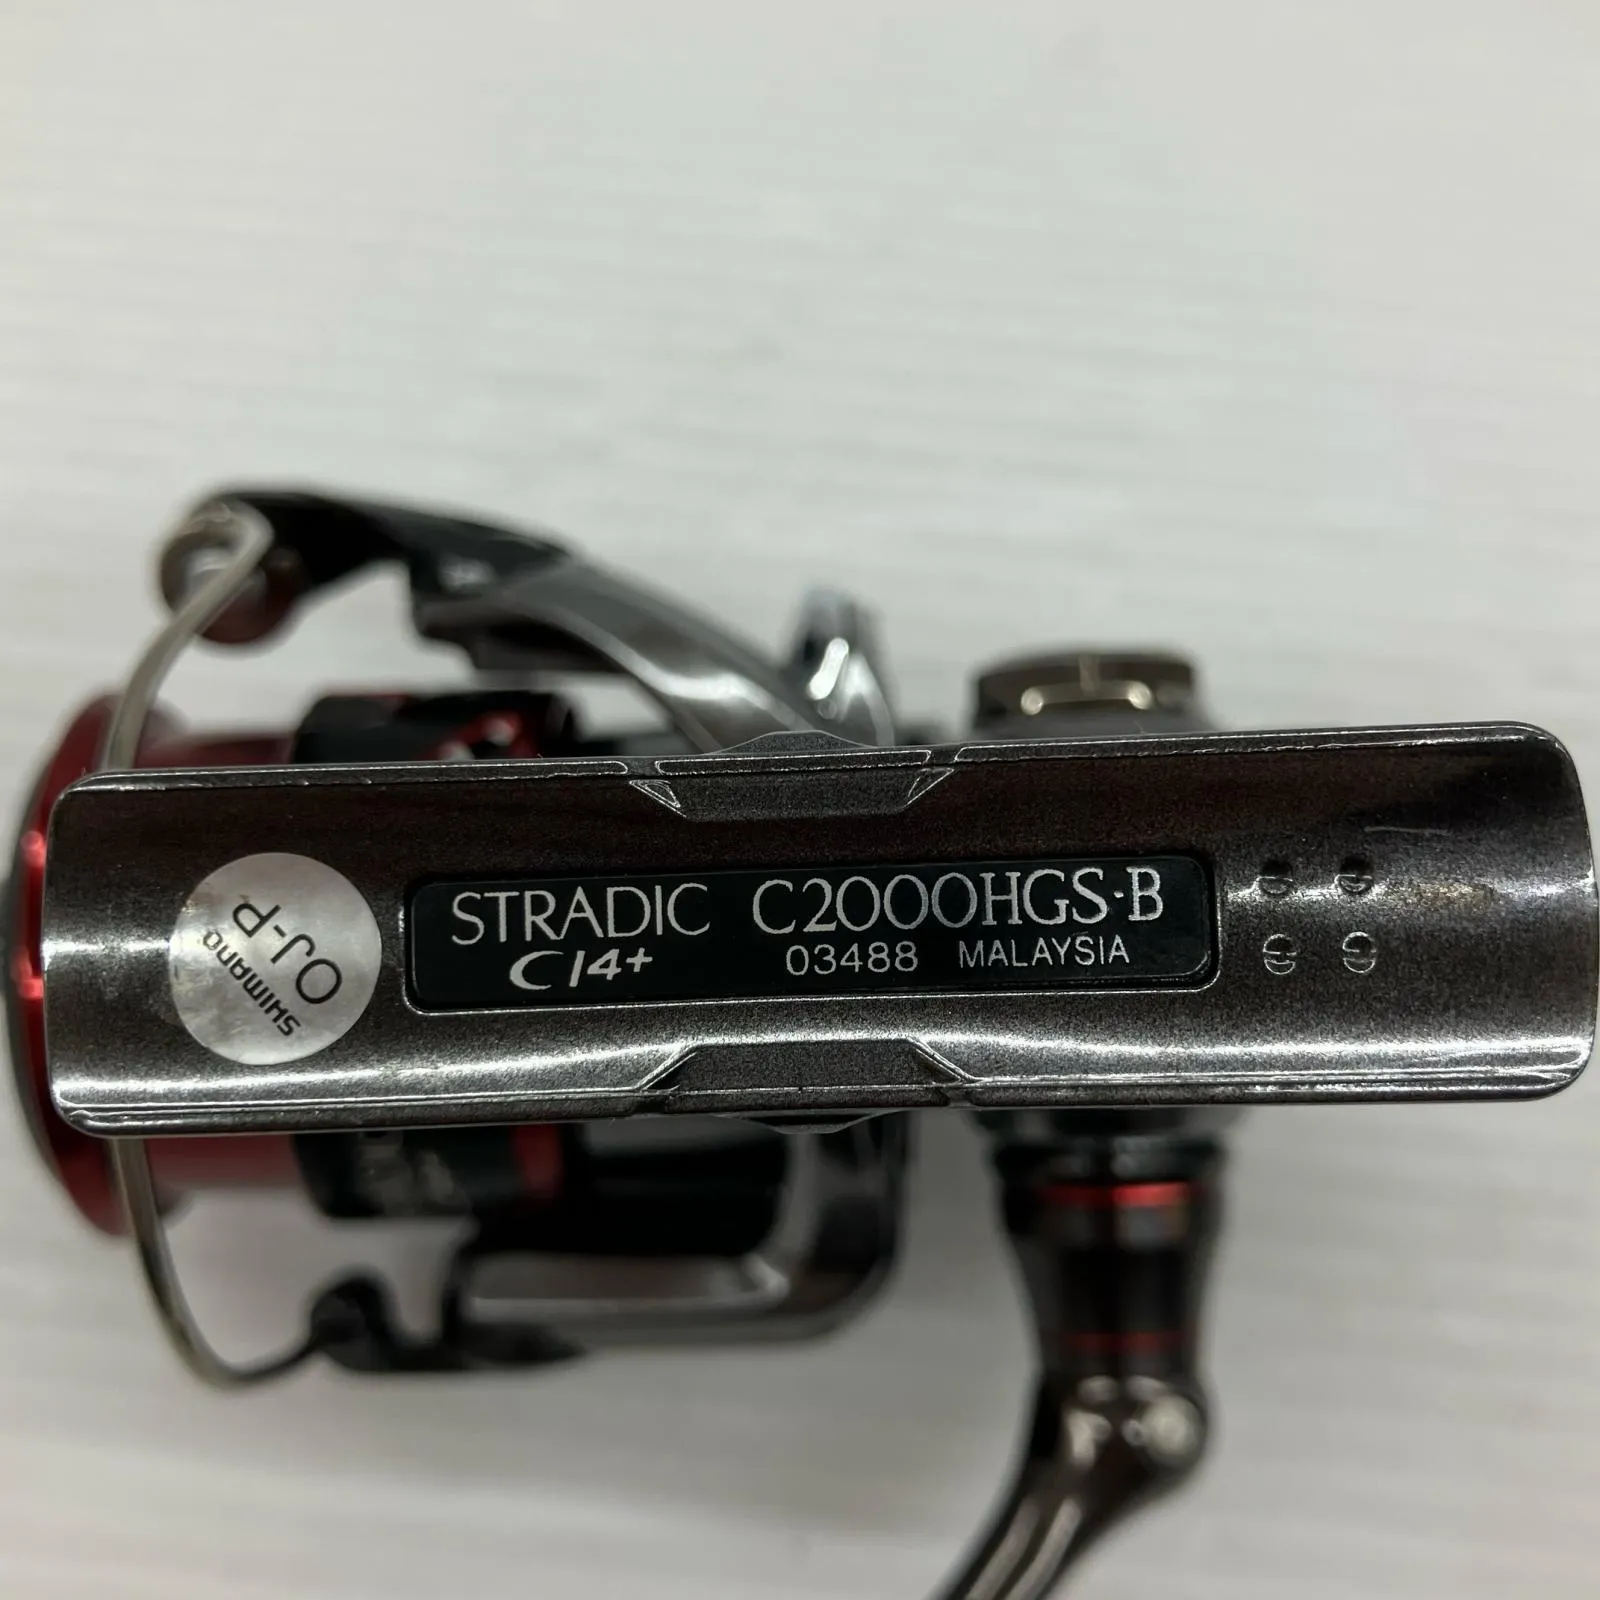 STRADIC C2000HGS-B
CI4+ 03488 MALAYSIA
SHIMANO
OJ-P